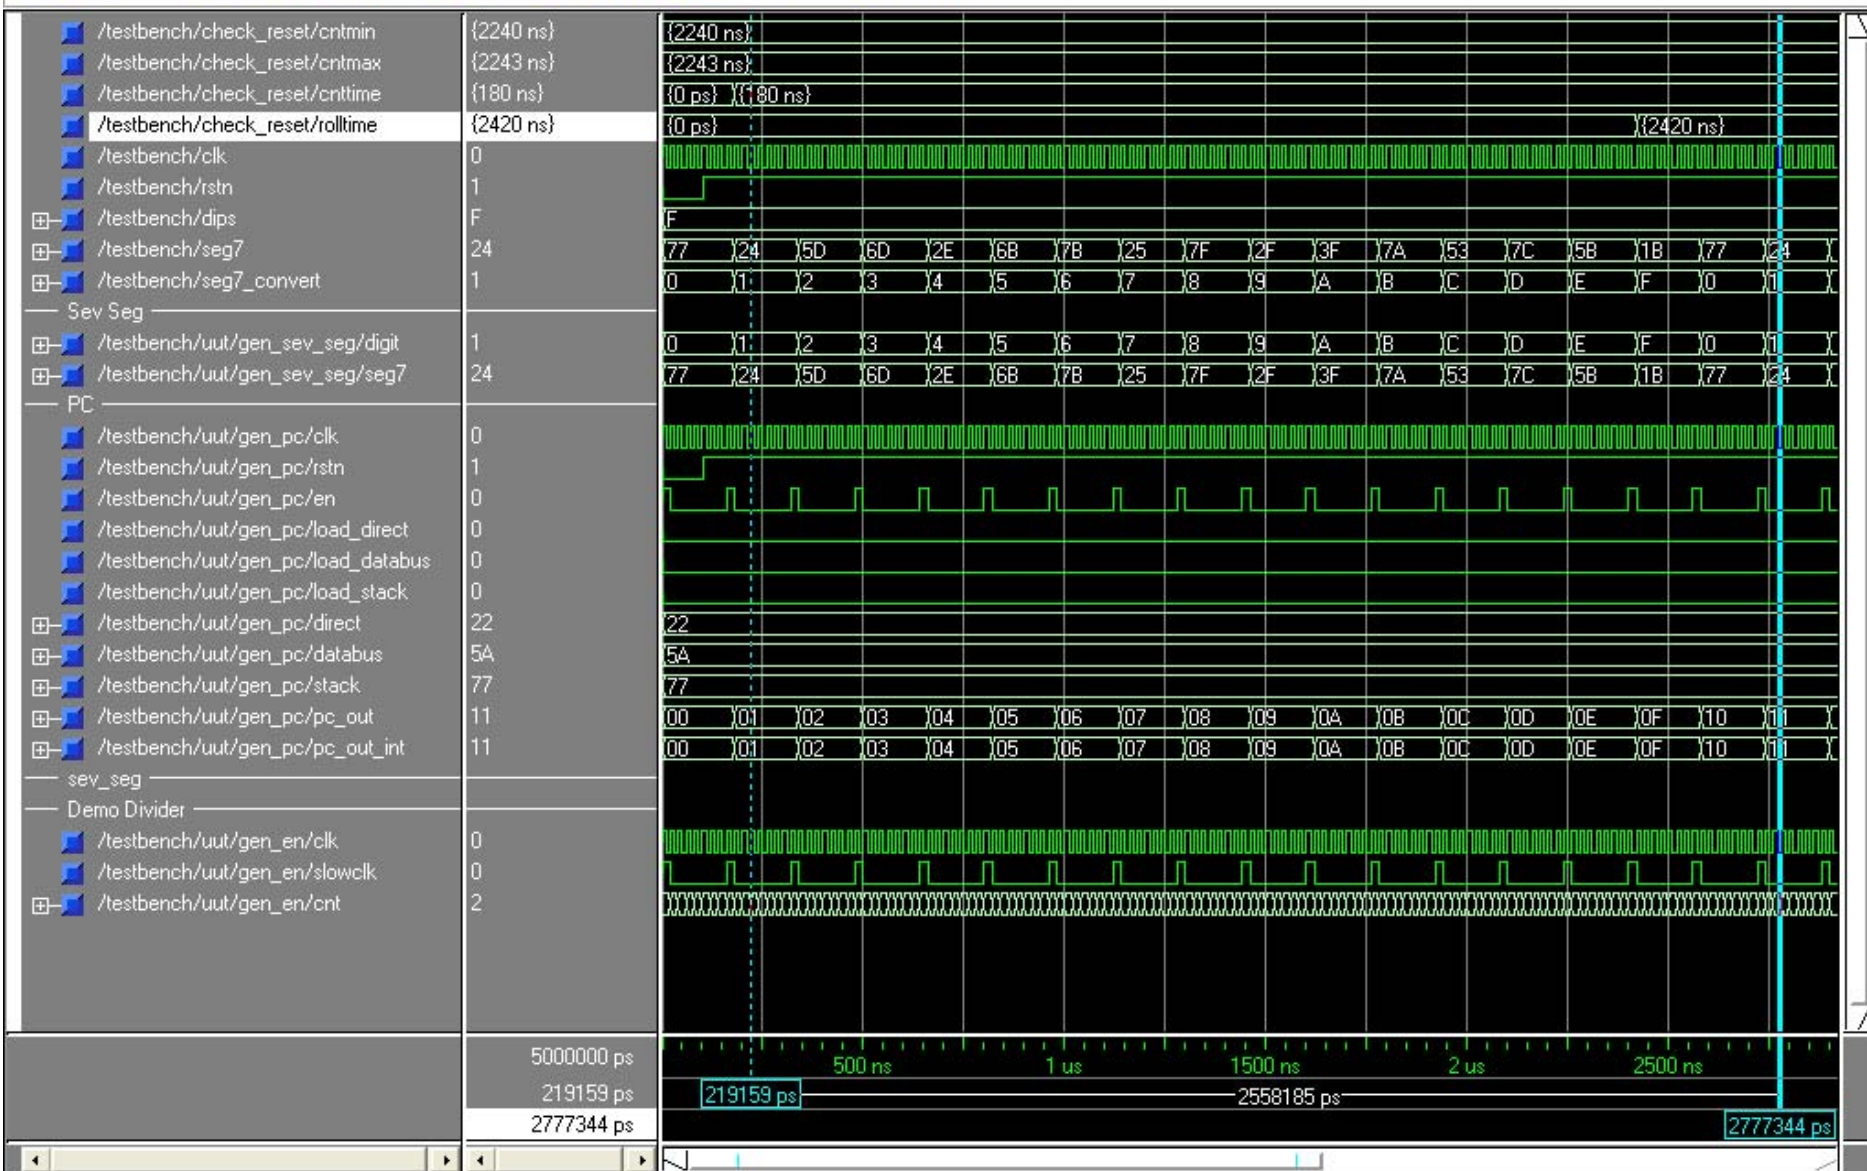 /testbench/check_reset/cntmin {2240 ns} {2240 ns}
/testbench/check_reset/cntmax {2243 ns} {2243 ns}
/testbench/check_reset/cnttime {180 ns} {0 ps} {180 ns}
/testbench/check_reset/rolltime {2420 ns} {0 ps} {2420 ns}
/testbench/clk 0
/testbench/rstn 1
/testbench/dips F F
/testbench/seg7 24 77 24 5D 6D 2E 6B 7B 25 7F 2F 3F 7A 53 7C 5B 1B 77 24
/testbench/seg7_convert 1 0 1 2 3 4 5 6 7 8 9 A B C D E F 0 1
Sev Seg
/testbench/uut/gen_sev_seg/digit 1 0 1 2 3 4 5 6 7 8 9 A B C D E F 0 1
/testbench/uut/gen_sev_seg/seg7 24 77 24 5D 6D 2E 6B 7B 25 7F 2F 3F 7A 53 7C 5B 1B 77 24
PC
/testbench/uut/gen_pc/clk 0
/testbench/uut/gen_pc/rstn 1
/testbench/uut/gen_pc/en 0
/testbench/uut/gen_pc/load_direct 0
/testbench/uut/gen_pc/load_databus 0
/testbench/uut/gen_pc/load_stack 0
/testbench/uut/gen_pc/direct 22 22
/testbench/uut/gen_pc/databus 5A 5A
/testbench/uut/gen_pc/stack 77 77
/testbench/uut/gen_pc/pc_out 11 00 01 02 03 04 05 06 07 08 09 0A 0B 0C 0D 0E 0F 10 11
/testbench/uut/gen_pc/pc_out_int 11 00 01 02 03 04 05 06 07 08 09 0A 0B 0C 0D 0E 0F 10 11
sev_seg
Demo Divider
/testbench/uut/gen_en/clk 0
/testbench/uut/gen_en/slowclk 0
/testbench/uut/gen_en/cnt 2
5000000 ps 500 ns 1 us 1500 ns 2 us 2500 ns
219159 ps 219159 ps 2558185 ps
2777344 ps 2777344 ps